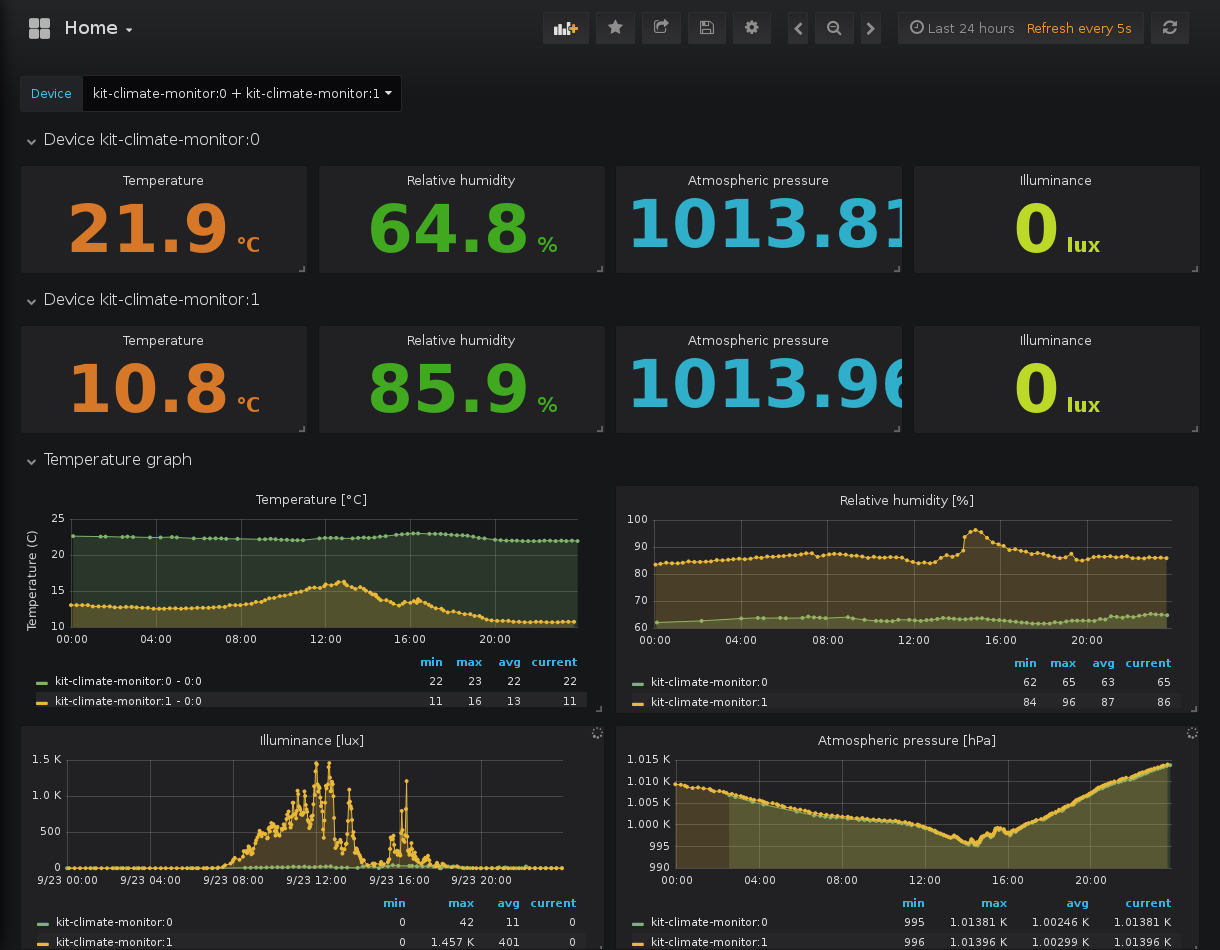 Home
Last 24 hours Refresh every 5s
Device kit-climate-monitor:0 + kit-climate-monitor:1
Device kit-climate-monitor:0
Temperature Relative humidity Atmospheric pressure Illuminance
21.9 °C 64.8 % 1013.81 0 lux
Device kit-climate-monitor:1
Temperature Relative humidity Atmospheric pressure Illuminance
10.8 °C 85.9 % 1013.96 0 lux
Temperature graph
Temperature [°C]
Temperature (C)
25
20
15
10
00:00 04:00 08:00 12:00 16:00 20:00
min max avg current
kit-climate-monitor:0 - 0:0 22 23 22 22
kit-climate-monitor:1 - 0:0 11 16 13 11
Relative humidity [%]
100
90
80
70
60
00:00 04:00 08:00 12:00 16:00 20:00
min max avg current
kit-climate-monitor:0 62 65 63 65
kit-climate-monitor:1 84 96 87 86
Illuminance [lux]
1.5 K
1.0 K
500
0
9/23 00:00 9/23 04:00 9/23 08:00 9/23 12:00 9/23 16:00 9/23 20:00
min max avg current
kit-climate-monitor:0 0 42 11 0
kit-climate-monitor:1 0 1.457 K 401 0
Atmospheric pressure [hPa]
1.015 K
1.010 K
1.005 K
1.000 K
995
990
00:00 04:00 08:00 12:00 16:00 20:00
min max avg current
kit-climate-monitor:0 995 1.01381 K 1.00246 K 1.01381 K
kit-climate-monitor:1 996 1.01396 K 1.00299 K 1.01396 K